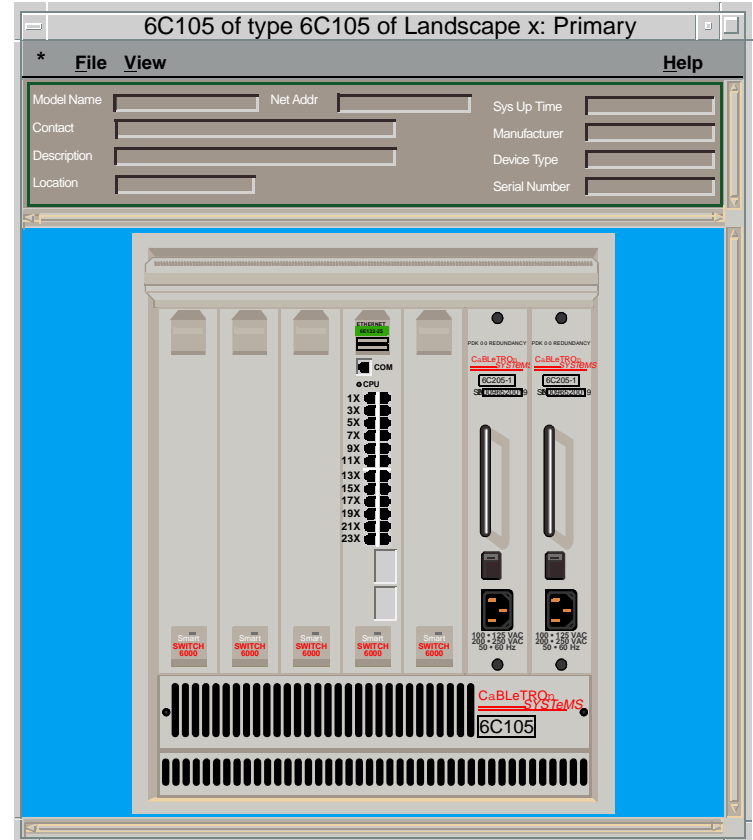 6C105 of type 6C105 of Landscape x: Primary
* File View Help
Model Name Net Addr Sys Up Time
Contact Manufacturer
Description Device Type
Location Serial Number
ETHERNET
6E132-25
COM
CPU
1X
3X
5X
7X
9X
11X
13X
15X
17X
19X
21X
23X
PDK 0 0 REDUNDANCY
CaBLeTROn
SYSTeMS
6C205-1
100 • 125 VAC
200 • 250 VAC
50 • 60 Hz
PDK 0 0 REDUNDANCY
CaBLeTROn
SYSTeMS
6C205-1
100 • 125 VAC
200 • 250 VAC
50 • 60 Hz
Smart
SWITCH
6000
Smart
SWITCH
6000
Smart
SWITCH
6000
Smart
SWITCH
6000
Smart
SWITCH
6000
CaBLeTROn
SYSTeMS
6C105